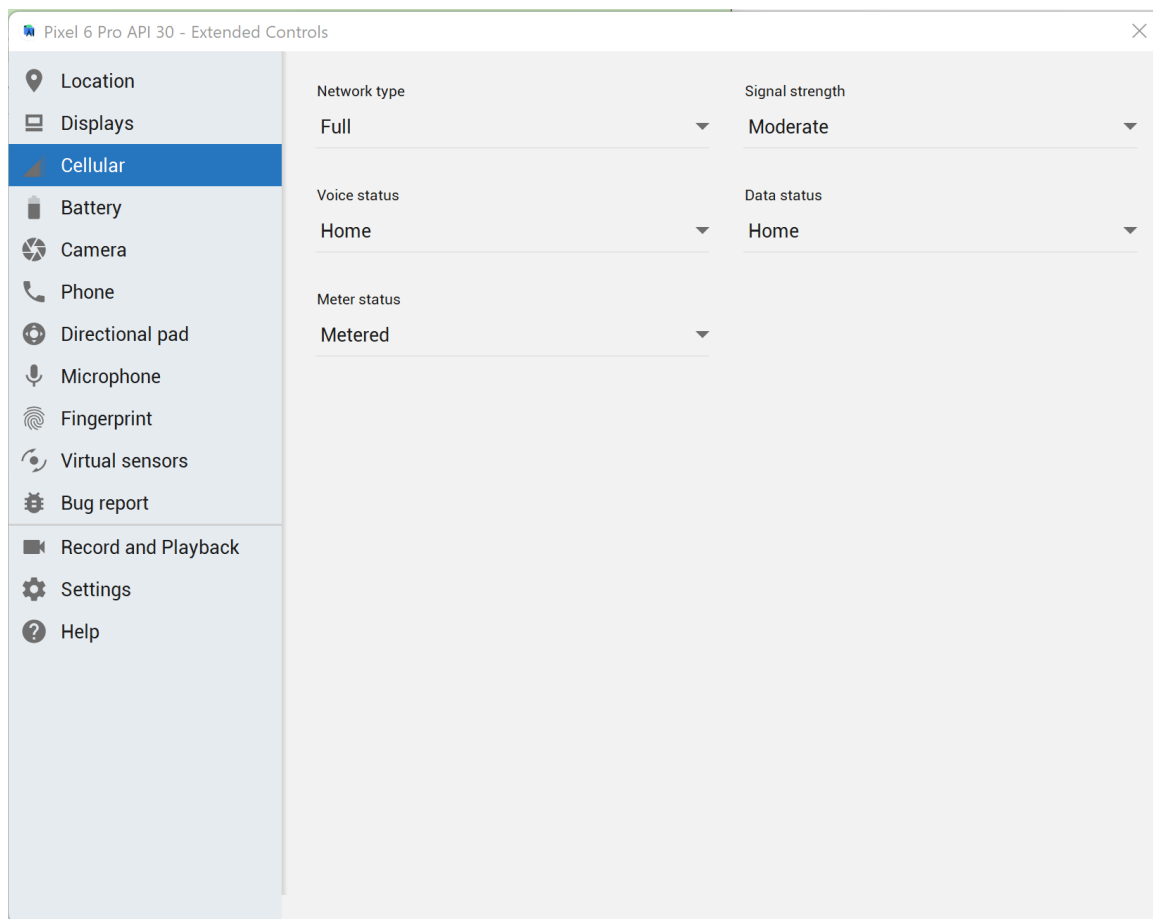 Pixel 6 Pro API 30 - Extended Controls
Location
Displays
Cellular
Battery
Camera
Phone
Directional pad
Microphone
Fingerprint
Virtual sensors
Bug report
Record and Playback
Settings
Help
Network type
Full
Signal strength
Moderate
Voice status
Home
Data status
Home
Meter status
Metered